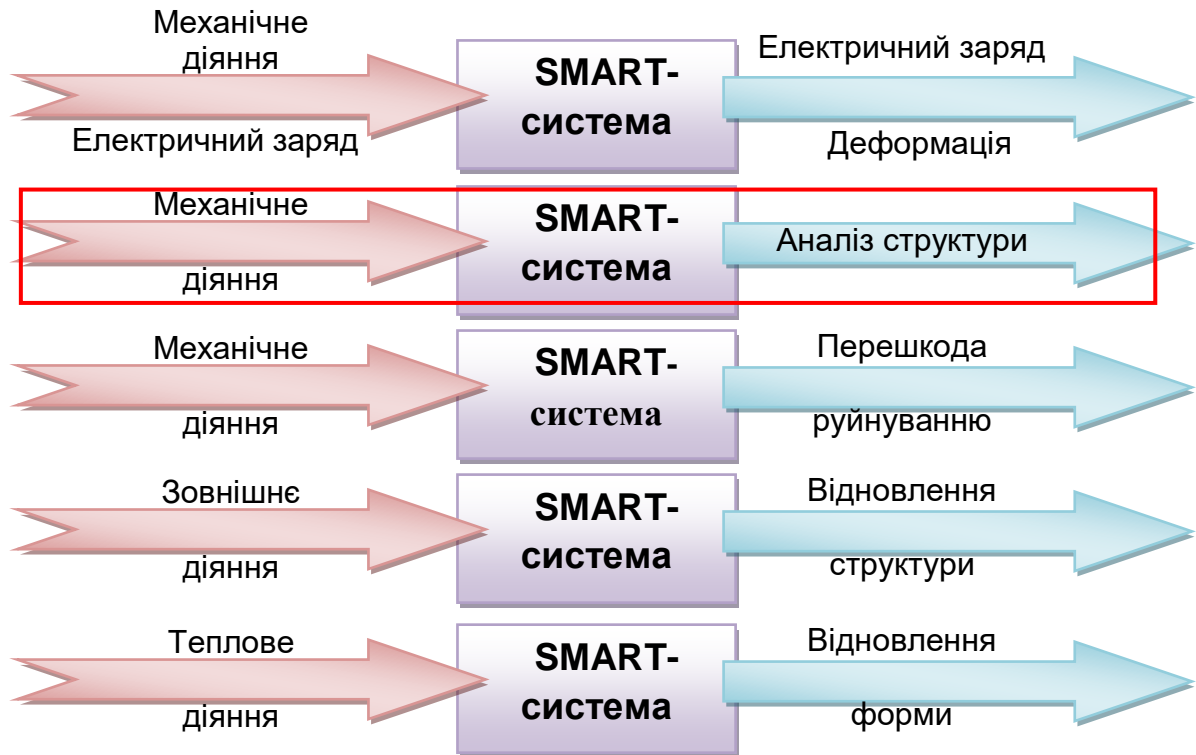 Механічне
діяння
Електричний заряд
SMART-
система
Електричний заряд
Деформація
Механічне
діяння
SMART-
система
Аналіз структури
Механічне
діяння
SMART-
система
Перешкода
руйнуванню
Зовнішнє
діяння
SMART-
система
Відновлення
структури
Теплове
діяння
SMART-
система
Відновлення
форми